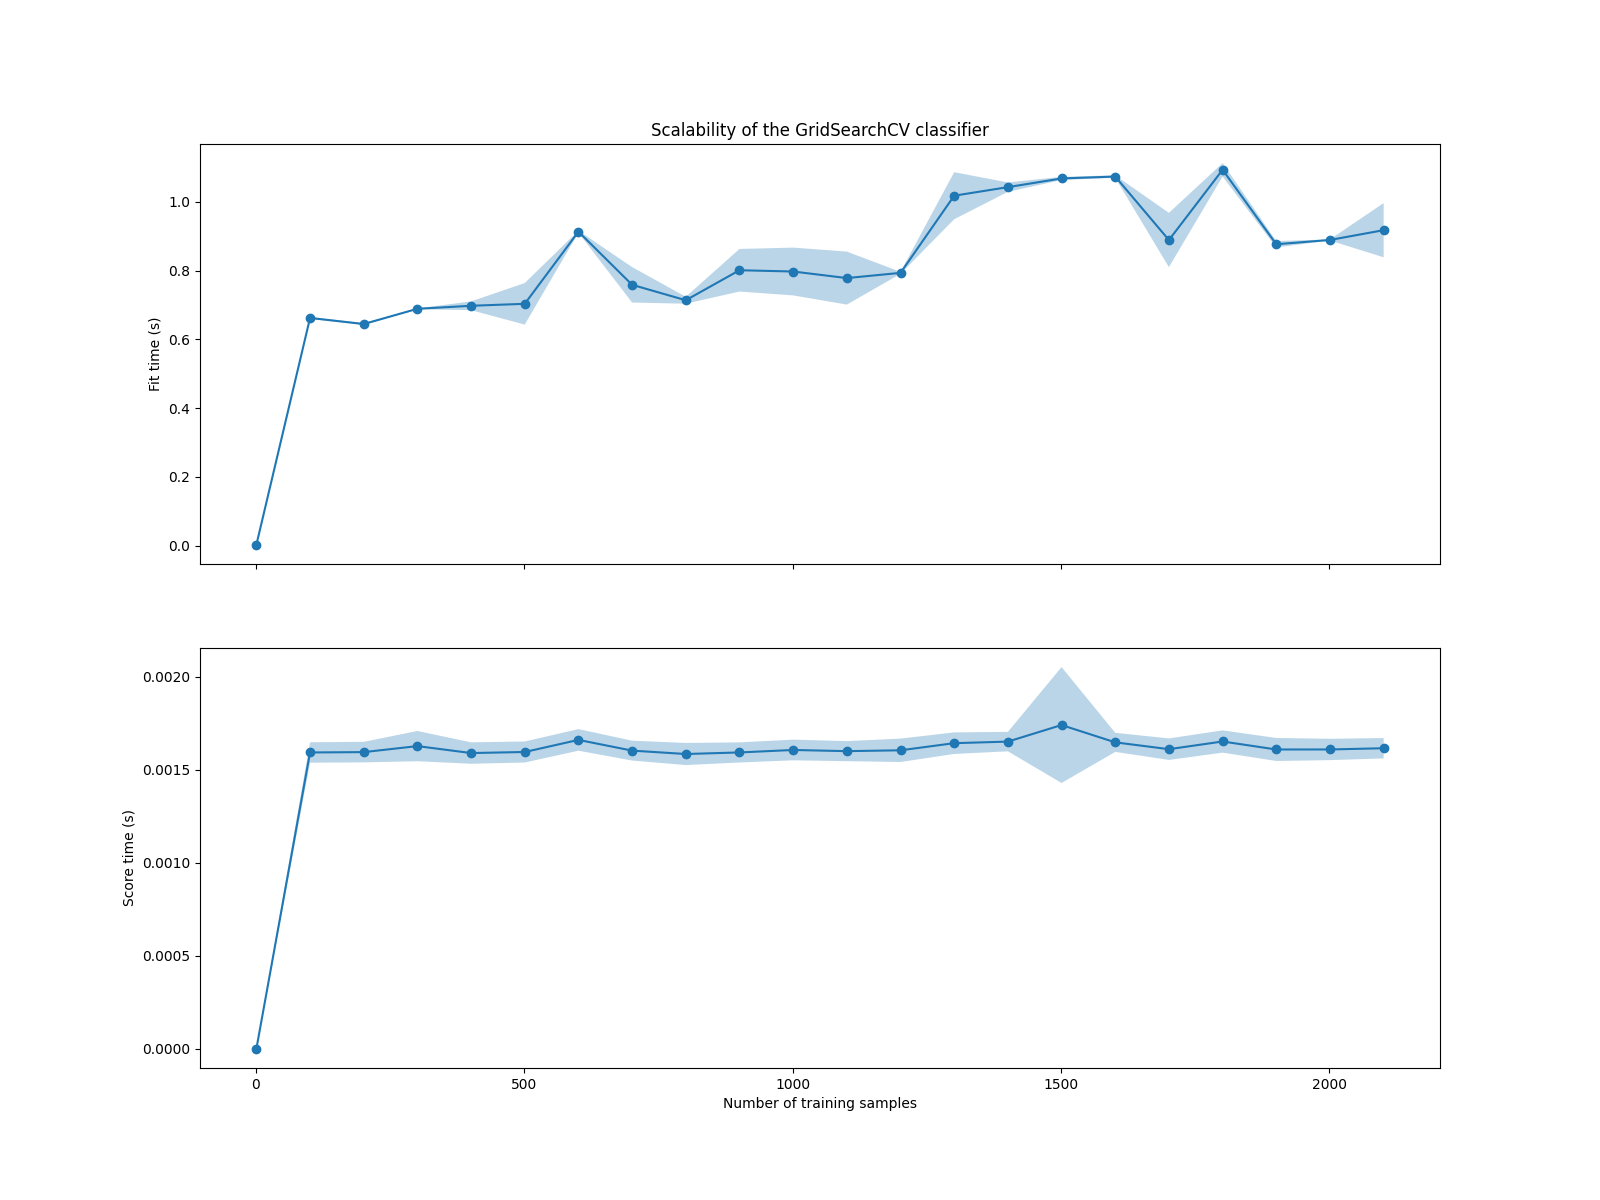 Scalability of the GridSearchCV classifier
1.0
0.8
0.6
0.4
0.2
0.0
Fit time (s)
0.0020
0.0015
0.0010
0.0005
0.0000
Score time (s)
0 500 1000 1500 2000
Number of training samples